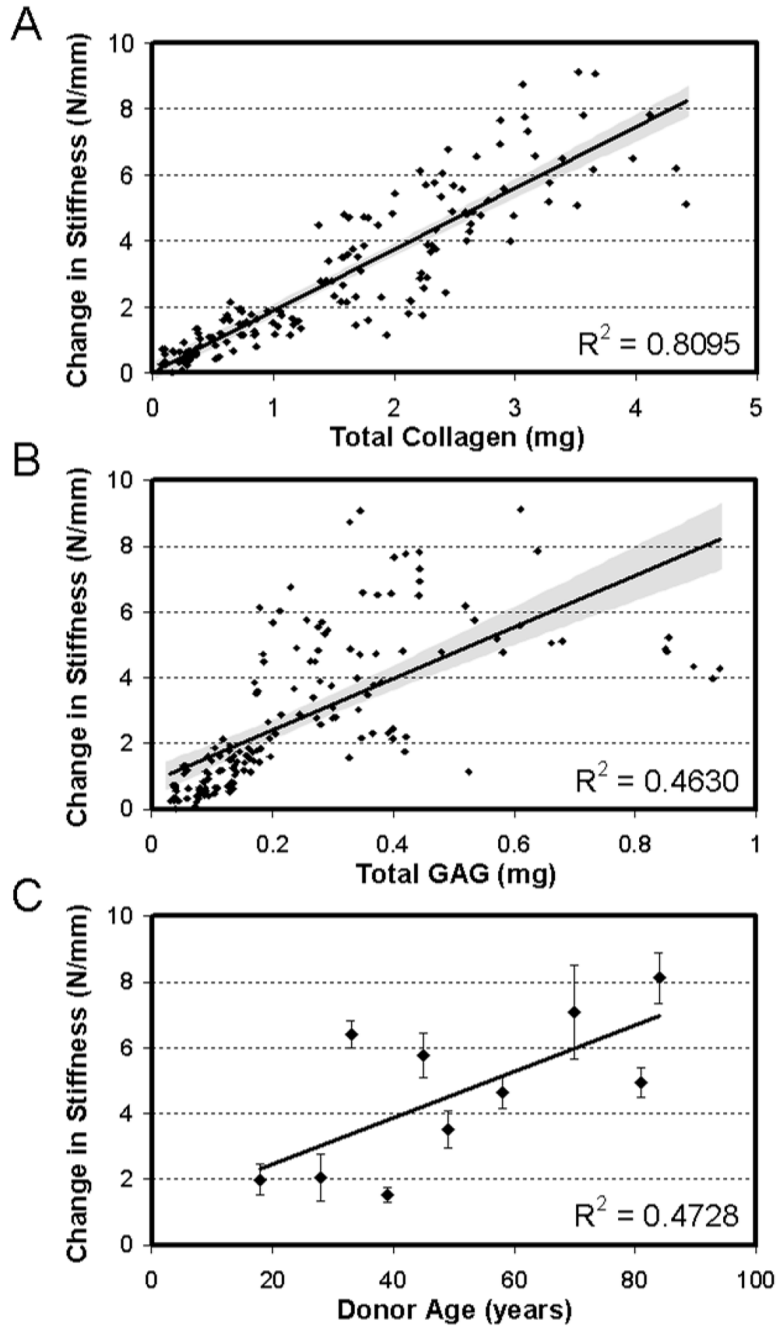 A
Change in Stiffness (N/mm)
10
8
6
4
2
0
R² = 0.8095
0 1 2 3 4 5
Total Collagen (mg)
B
Change in Stiffness (N/mm)
10
8
6
4
2
0
R² = 0.4630
0 0.2 0.4 0.6 0.8 1
Total GAG (mg)
C
Change in Stiffness (N/mm)
10
8
6
4
2
0
R² = 0.4728
0 20 40 60 80 100
Donor Age (years)